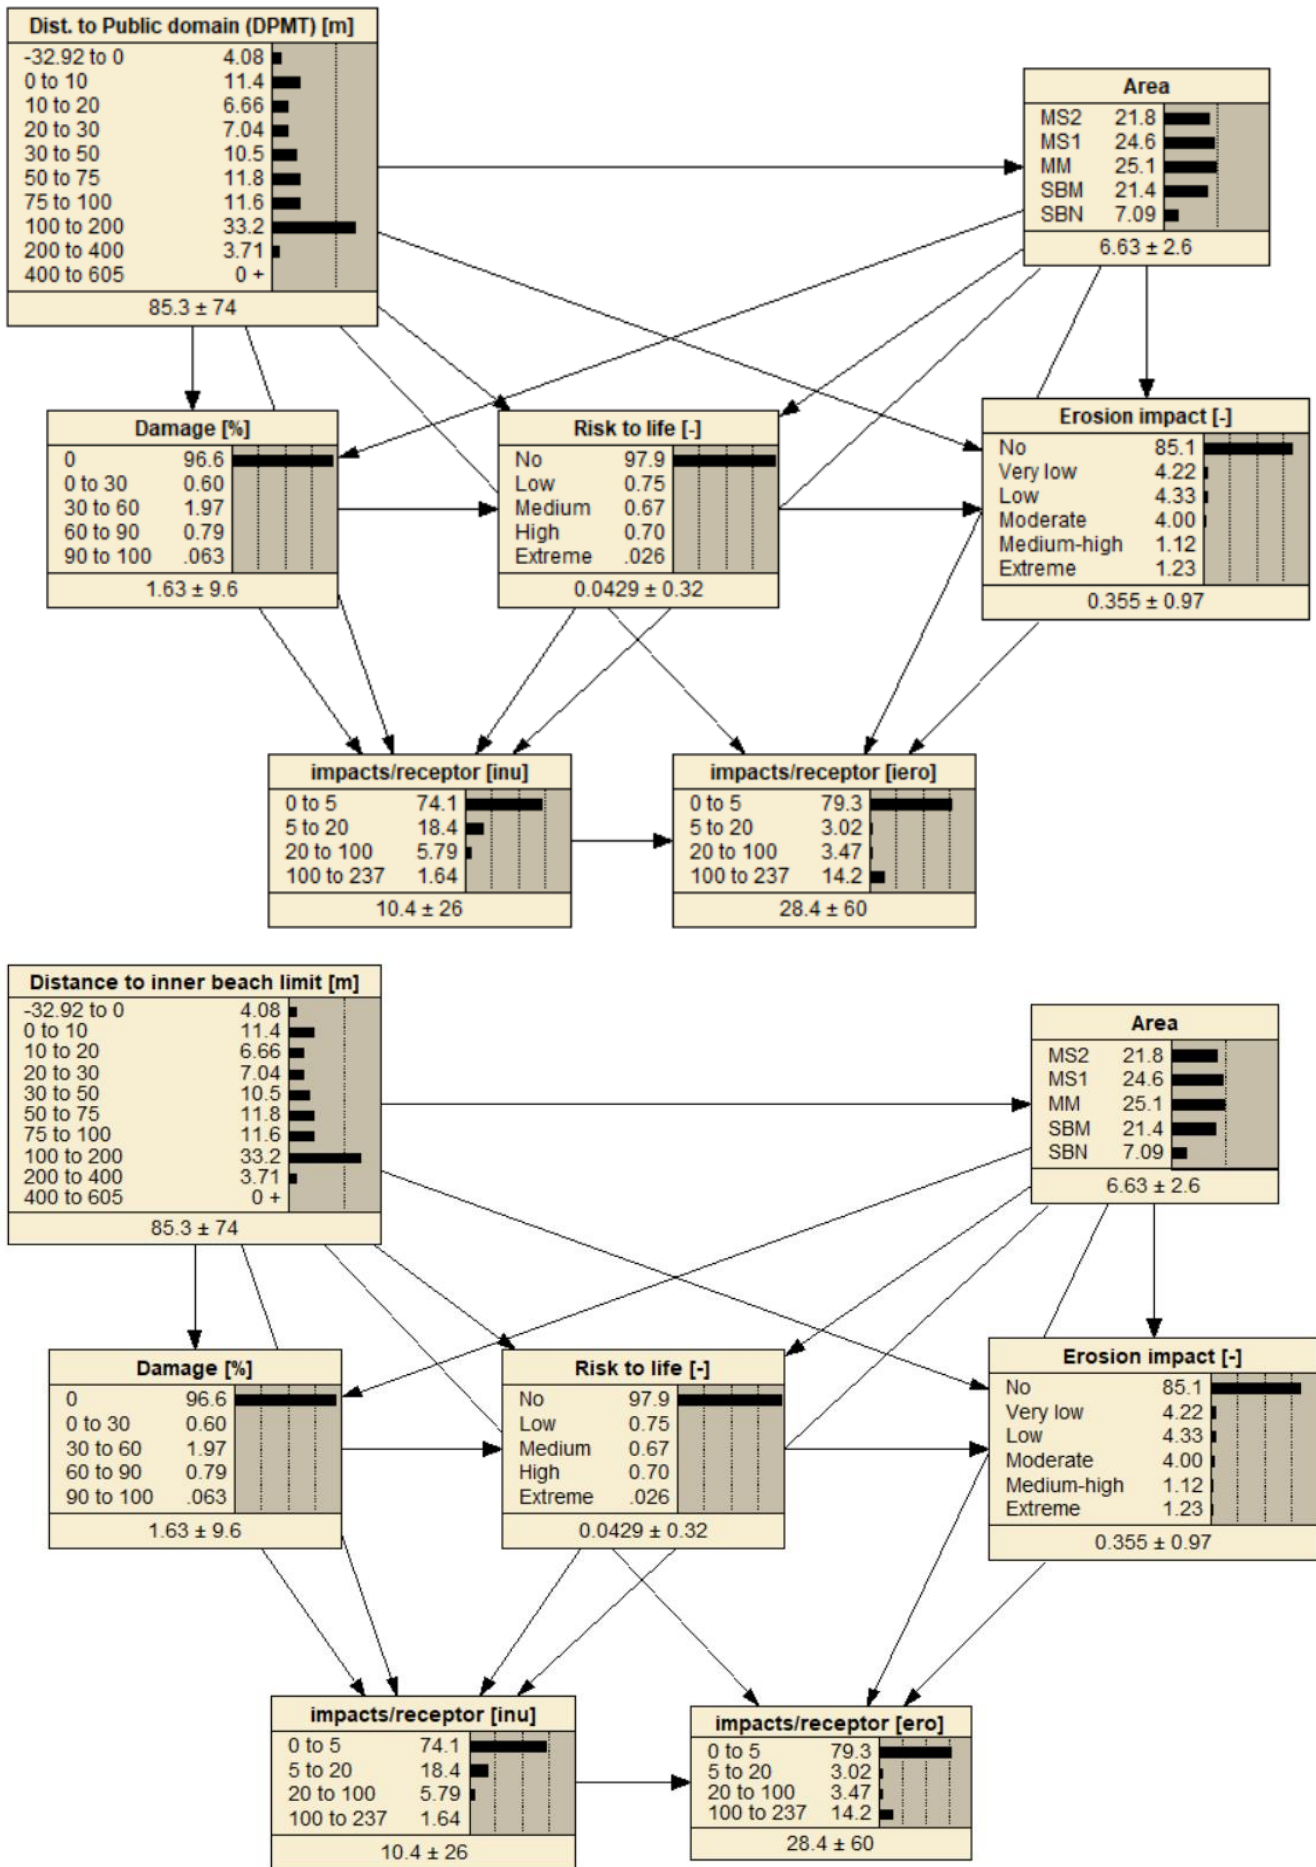 Dist. to Public domain (DPMT) [m]
-32.92 to 0 4.08
0 to 10 11.4
10 to 20 6.66
20 to 30 7.04
30 to 50 10.5
50 to 75 11.8
75 to 100 11.6
100 to 200 33.2
200 to 400 3.71
400 to 605 0 +
85.3 ± 74
Area
MS2 21.8
MS1 24.6
MM 25.1
SBM 21.4
SBN 7.09
6.63 ± 2.6
Damage [%]
0 96.6
0 to 30 0.60
30 to 60 1.97
60 to 90 0.79
90 to 100 .063
1.63 ± 9.6
Risk to life [-]
No 97.9
Low 0.75
Medium 0.67
High 0.70
Extreme .026
0.0429 ± 0.32
Erosion impact [-]
No 85.1
Very low 4.22
Low 4.33
Moderate 4.00
Medium-high 1.12
Extreme 1.23
0.355 ± 0.97
impacts/receptor [inu]
0 to 5 74.1
5 to 20 18.4
20 to 100 5.79
100 to 237 1.64
10.4 ± 26
impacts/receptor [iero]
0 to 5 79.3
5 to 20 3.02
20 to 100 3.47
100 to 237 14.2
28.4 ± 60
Distance to inner beach limit [m]
-32.92 to 0 4.08
0 to 10 11.4
10 to 20 6.66
20 to 30 7.04
30 to 50 10.5
50 to 75 11.8
75 to 100 11.6
100 to 200 33.2
200 to 400 3.71
400 to 605 0 +
85.3 ± 74
Area
MS2 21.8
MS1 24.6
MM 25.1
SBM 21.4
SBN 7.09
6.63 ± 2.6
Damage [%]
0 96.6
0 to 30 0.60
30 to 60 1.97
60 to 90 0.79
90 to 100 .063
1.63 ± 9.6
Risk to life [-]
No 97.9
Low 0.75
Medium 0.67
High 0.70
Extreme .026
0.0429 ± 0.32
Erosion impact [-]
No 85.1
Very low 4.22
Low 4.33
Moderate 4.00
Medium-high 1.12
Extreme 1.23
0.355 ± 0.97
impacts/receptor [inu]
0 to 5 74.1
5 to 20 18.4
20 to 100 5.79
100 to 237 1.64
10.4 ± 26
impacts/receptor [ero]
0 to 5 79.3
5 to 20 3.02
20 to 100 3.47
100 to 237 14.2
28.4 ± 60